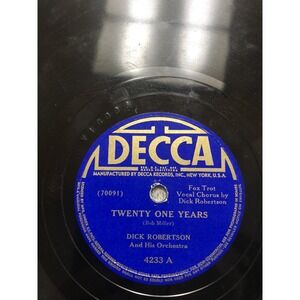 DECCA
MANUFACTURED BY DECCA RECORDS, INC., NEW YORK, U.S.A.
Fox Trot
(70091) Vocal Chorus by
Dick Robertson
TWENTY ONE YEARS
(Bob Miller)
DICK ROBERTSON
And His Orchestra
4233 A